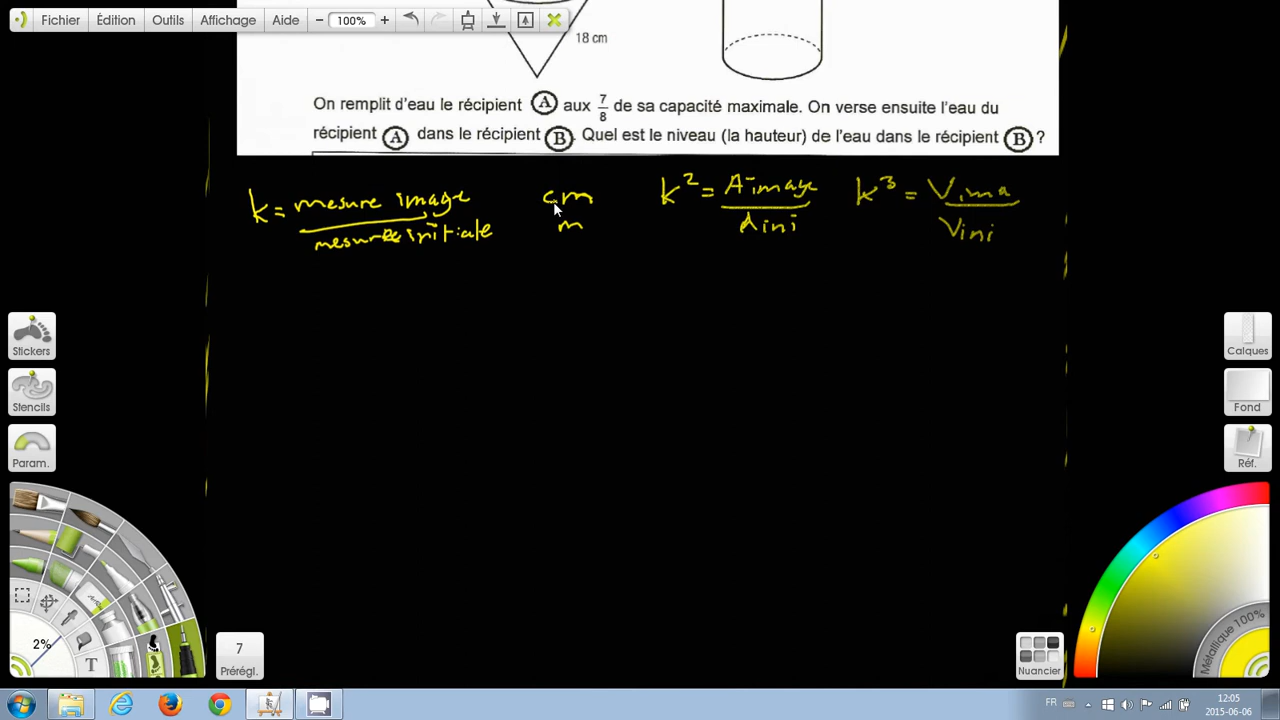 Fichier Édition Outils Affichage Aide − 100% +
18 cm
On remplit d'eau le récipient A aux 7/8 de sa capacité maximale. On verse ensuite l'eau du
récipient A dans le récipient B. Quel est le niveau (la hauteur) de l'eau dans le récipient B ?
k = mesure image / mesure initiale
cm
m
k² = A image / A ini
k³ = V ima / V ini
Stickers
Stencils
Param.
Calques
Fond
Réf.
2%
T
7
Prérégl.
Métallique 100%
Nuancier
FR
12:05
2015-06-06